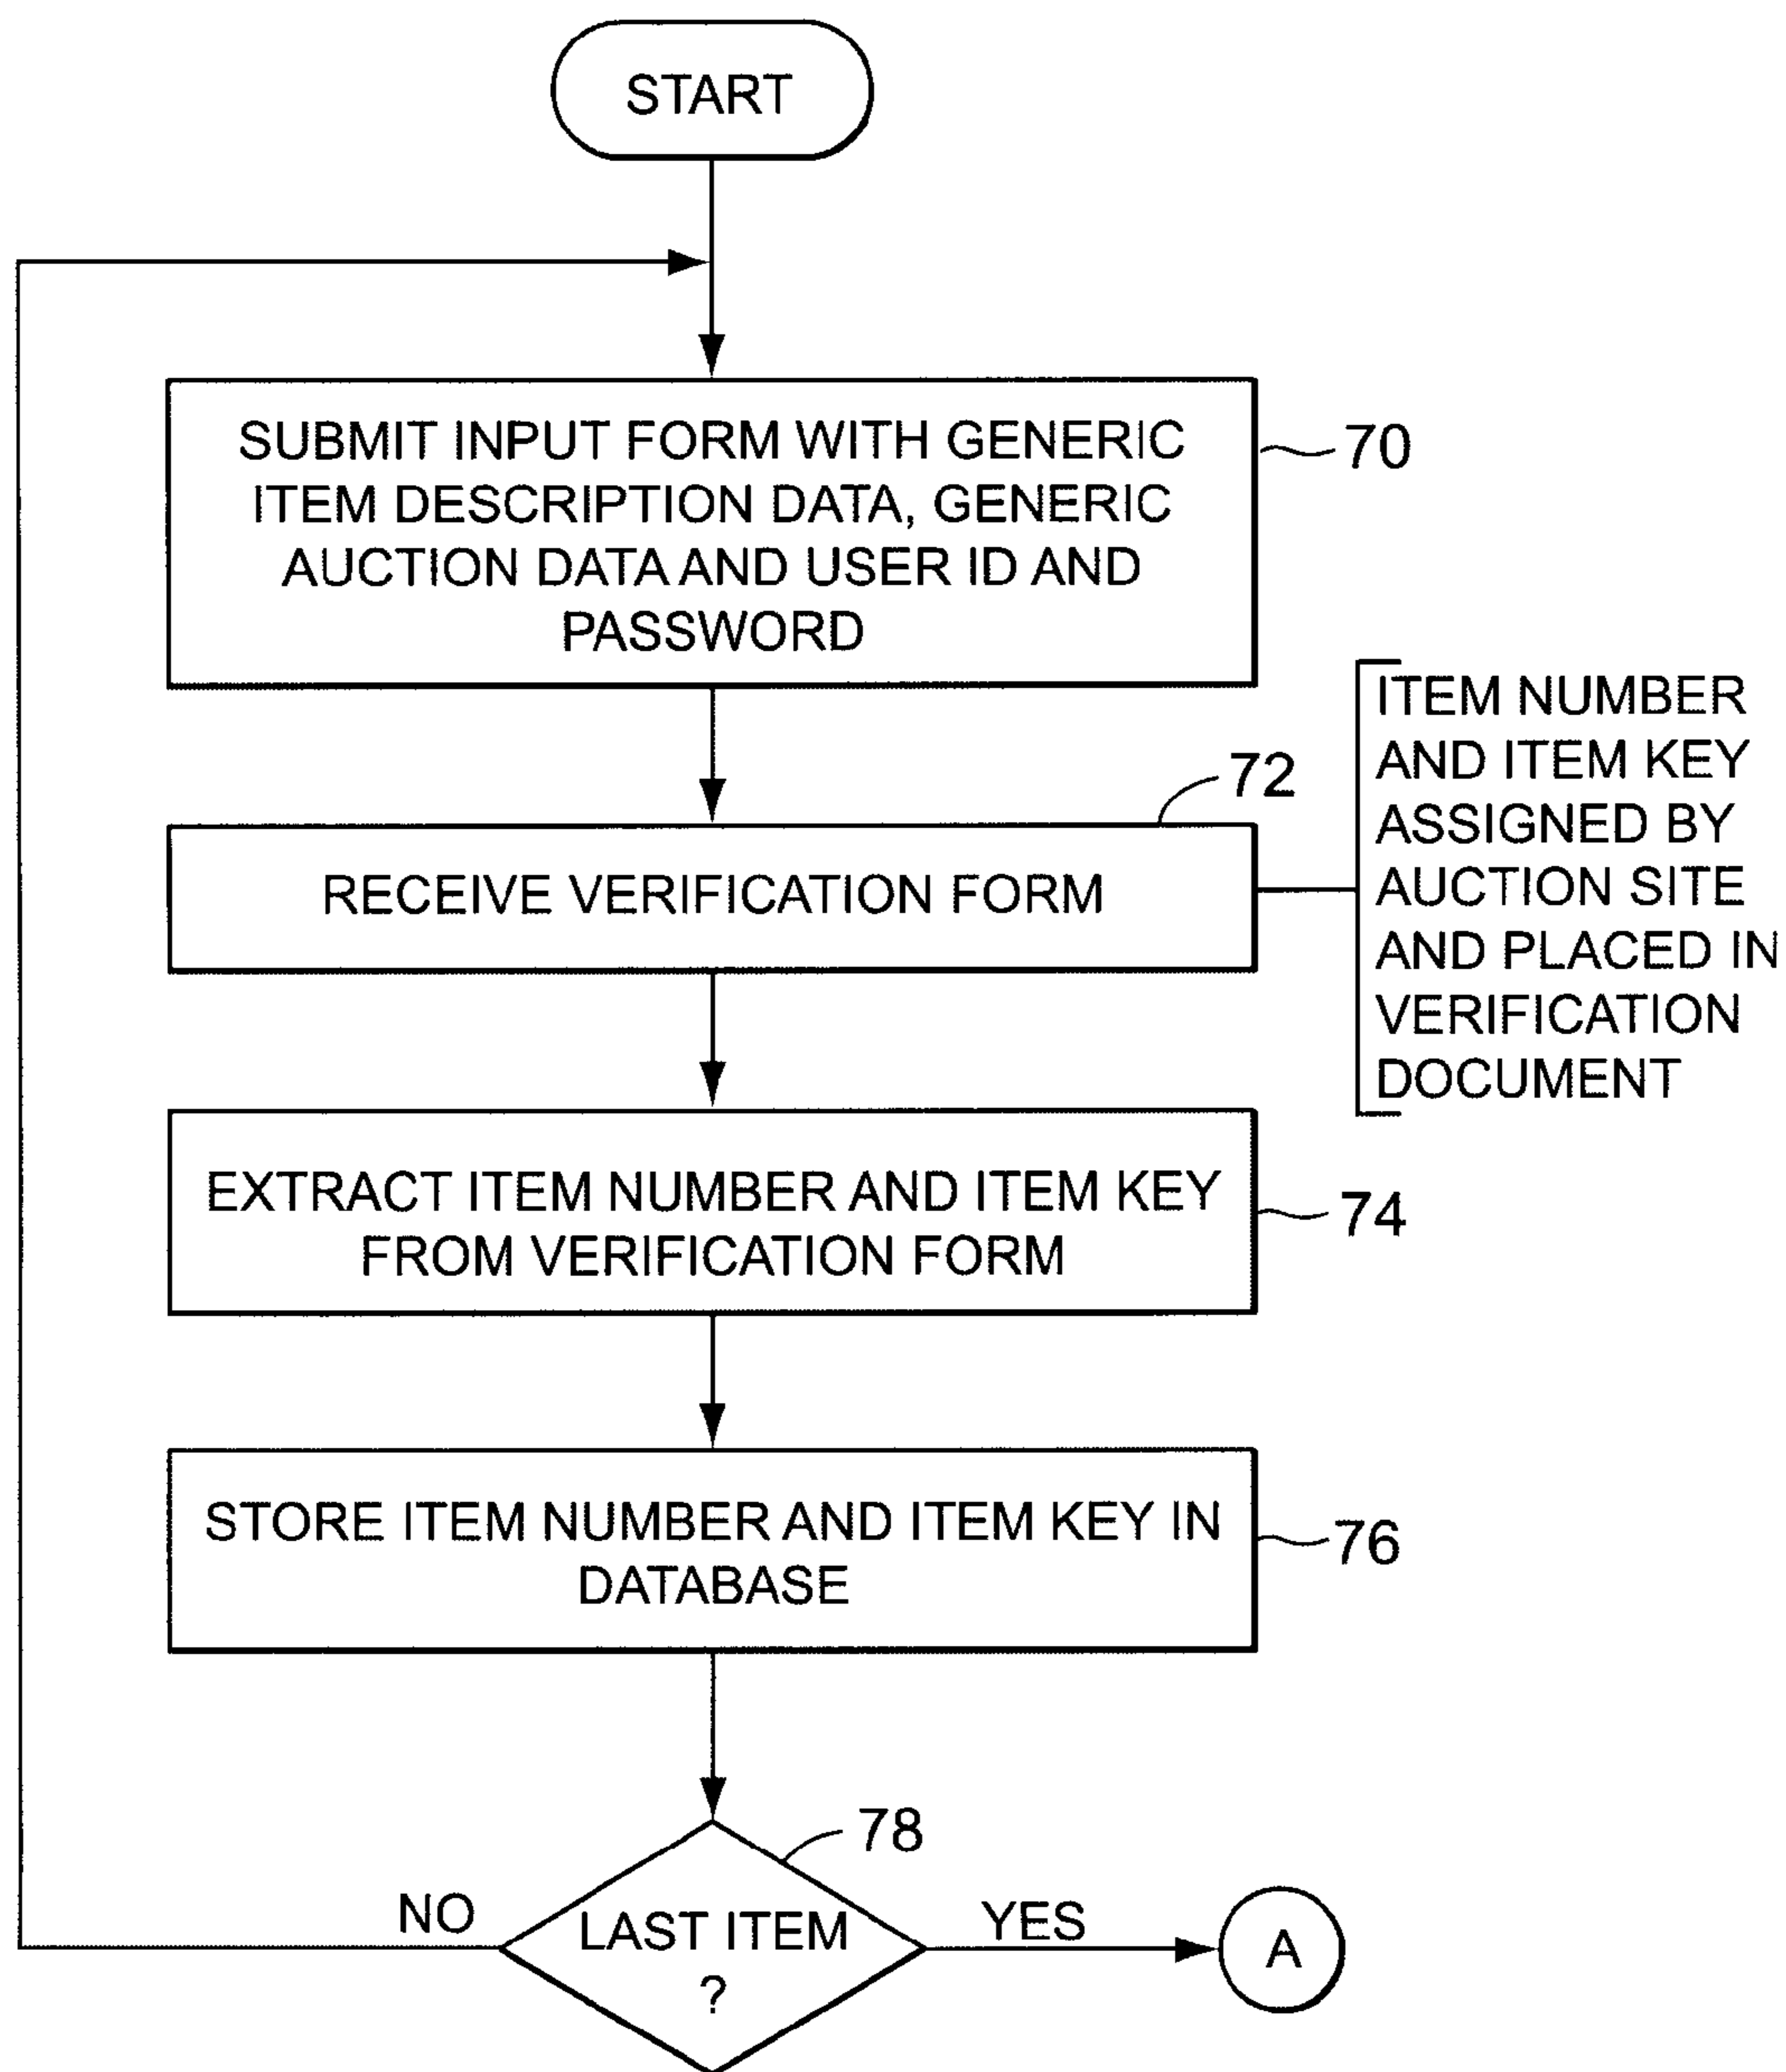 START
SUBMIT INPUT FORM WITH GENERIC
ITEM DESCRIPTION DATA, GENERIC
AUCTION DATA AND USER ID AND
PASSWORD
70
72
RECEIVE VERIFICATION FORM
ITEM NUMBER
AND ITEM KEY
ASSIGNED BY
AUCTION SITE
AND PLACED IN
VERIFICATION
DOCUMENT
EXTRACT ITEM NUMBER AND ITEM KEY
FROM VERIFICATION FORM
74
STORE ITEM NUMBER AND ITEM KEY IN
DATABASE
76
78
NO
LAST ITEM
?
YES
A